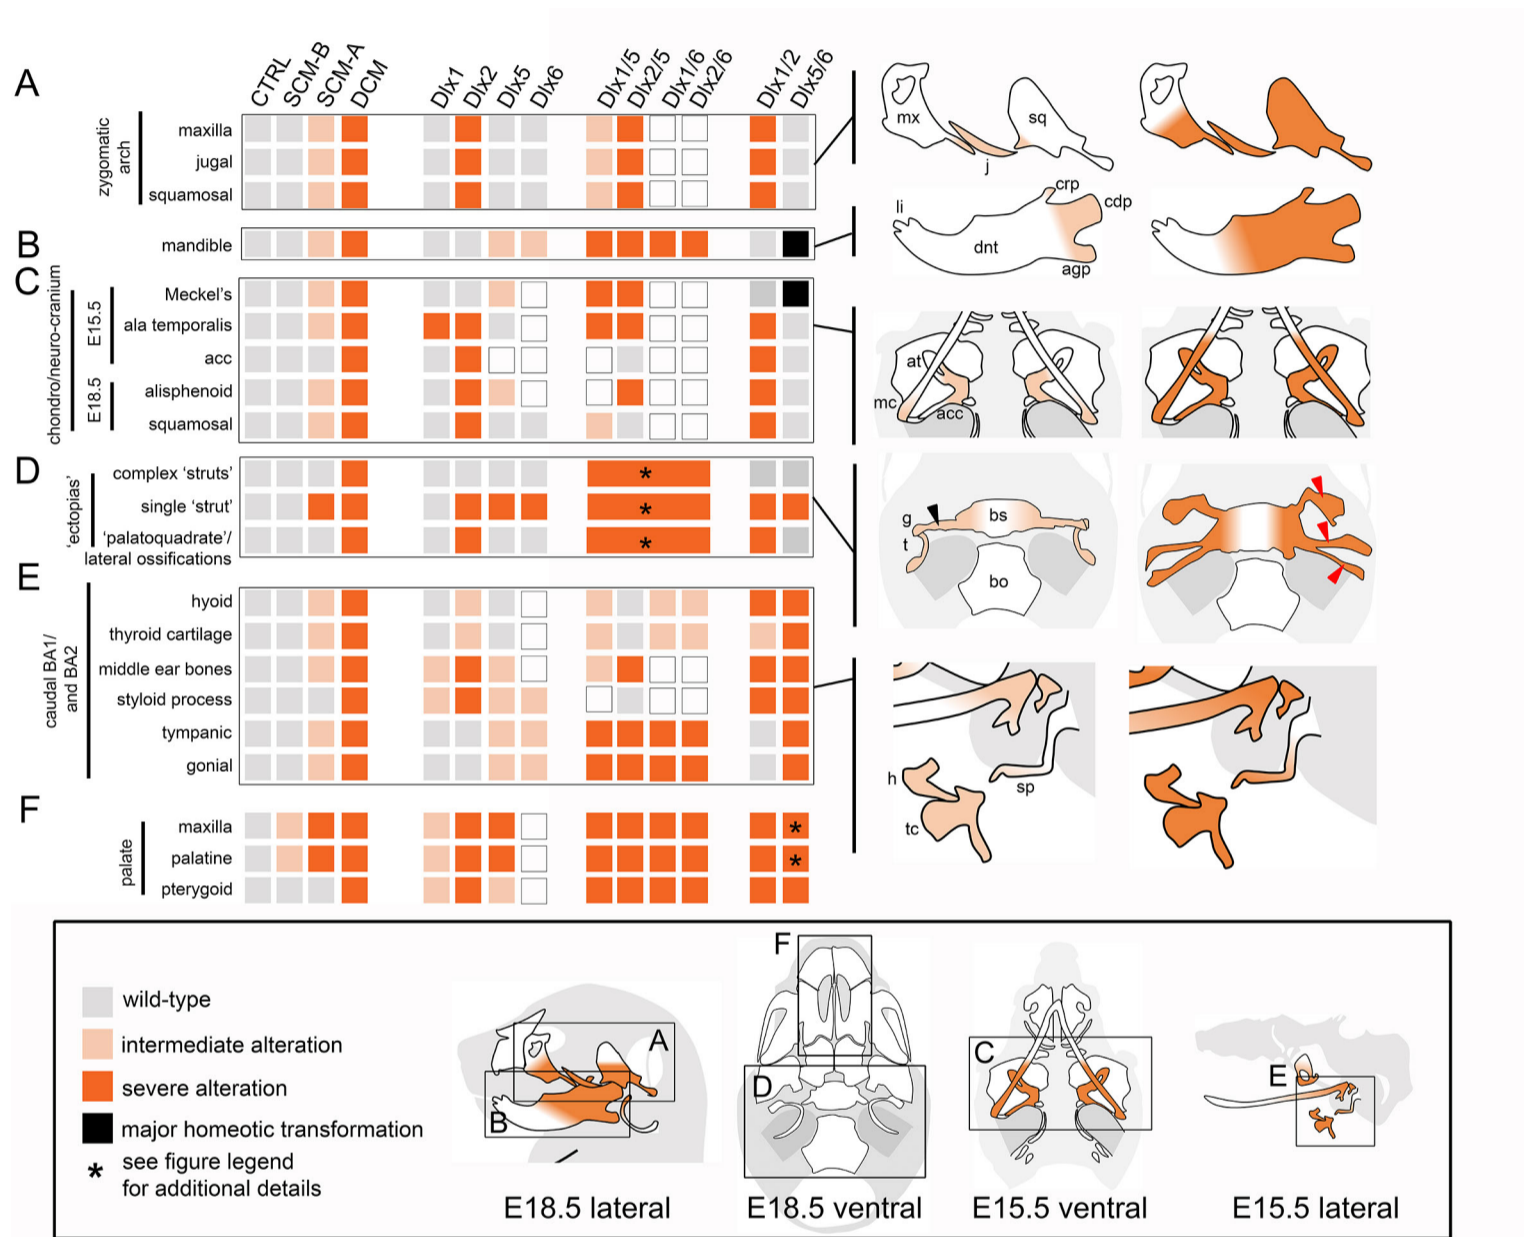 A
CTRL
SCM-B
SCM-A
DCM
Dlx1
Dlx2
Dlx5
Dlx6
Dlx1/5
Dlx2/5
Dlx1/6
Dlx2/6
Dlx1/2
Dlx5/6
zygomatic
arch
maxilla
jugal
squamosal
mx
sq
j
B
mandible
li
crp
cdp
dnt
agp
C
chondro/neuro-cranium
E15.5
E18.5
Meckel's
ala temporalis
acc
alisphenoid
squamosal
at
mc
acc
D
'ectopias'
complex 'struts'
single 'strut'
'palatoquadrate'/
lateral ossifications
*
*
*
g
t
bs
bo
E
caudal BA1/
and BA2
hyoid
thyroid cartilage
middle ear bones
styloid process
tympanic
gonial
h
sp
tc
F
palate
maxilla
palatine
pterygoid
*
*
wild-type
intermediate alteration
severe alteration
major homeotic transformation
* see figure legend
for additional details
A
B
E18.5 lateral
F
D
E18.5 ventral
C
E15.5 ventral
E
E15.5 lateral